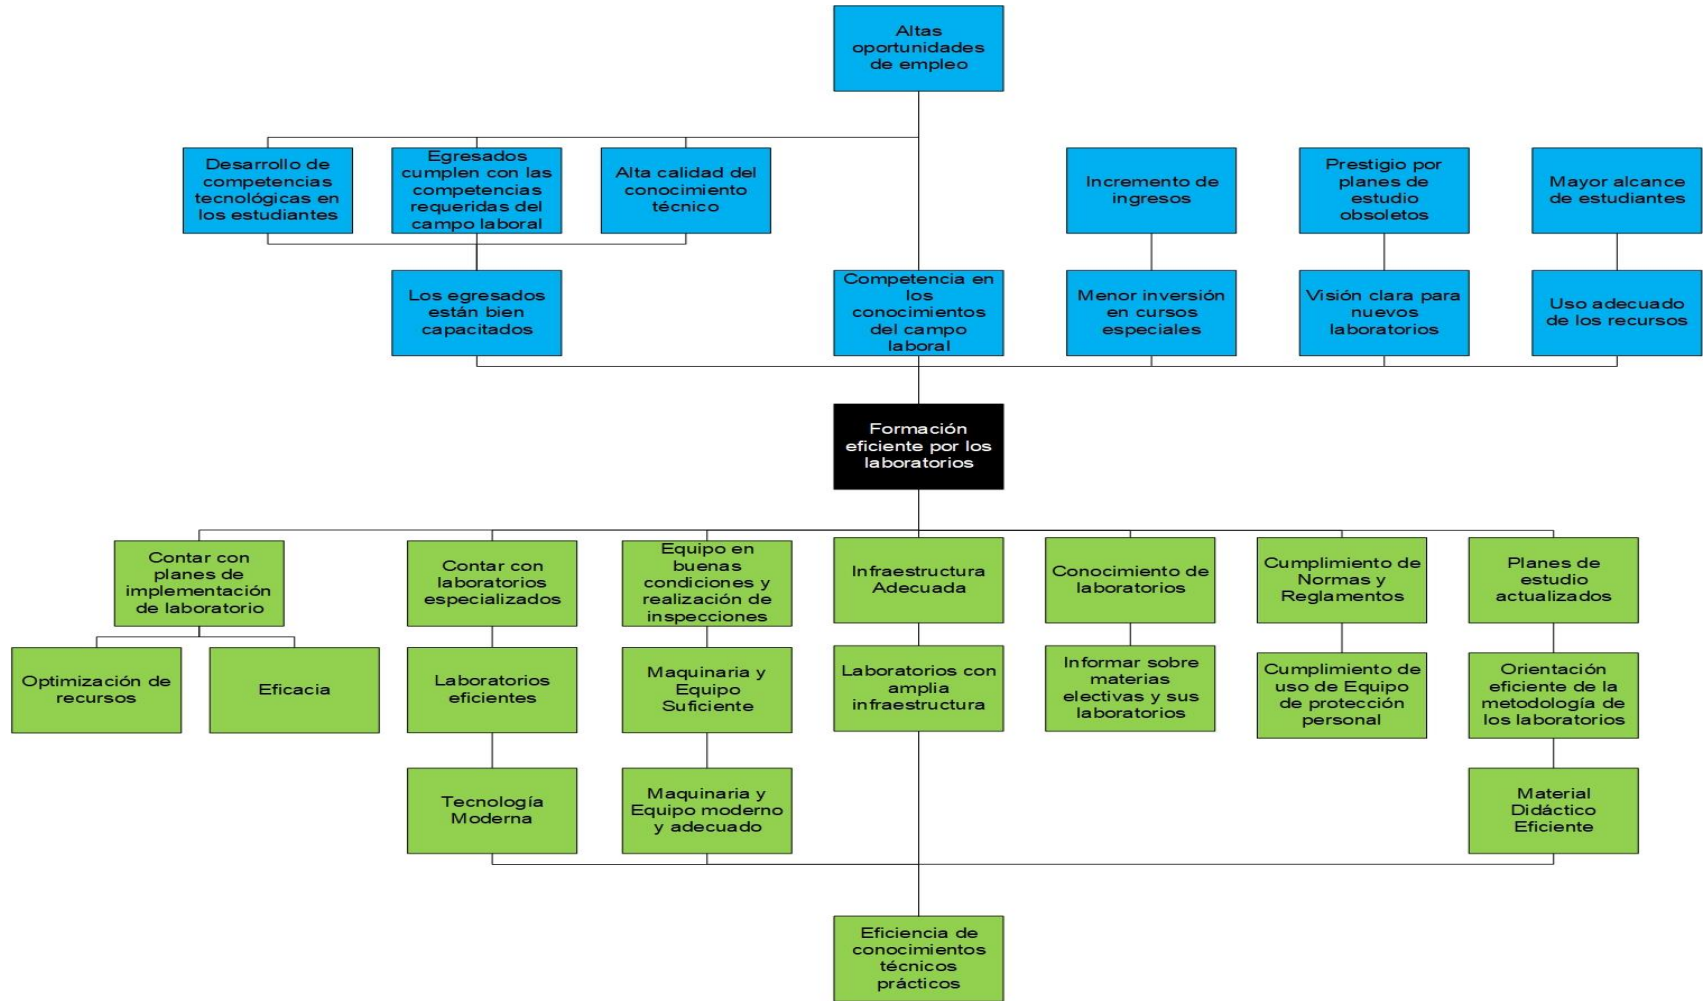 Altas
oportunidades
de empleo
Desarrollo de
competencias
tecnológicas en
los estudiantes
Egresados
cumplen con las
competencias
requeridas del
campo laboral
Alta calidad del
conocimiento
técnico
Incremento de
ingresos
Prestigio por
planes de
estudio
obsoletos
Mayor alcance
de estudiantes
Los egresados
están bien
capacitados
Competencia en
los
conocimientos
del campo
laboral
Menor inversión
en cursos
especiales
Visión clara para
nuevos
laboratorios
Uso adecuado
de los recursos
Formación
eficiente por los
laboratorios
Contar con
planes de
implementación
de laboratorio
Contar con
laboratorios
especializados
Equipo en
buenas
condiciones y
realización de
inspecciones
Infraestructura
Adecuada
Conocimiento de
laboratorios
Cumplimiento de
Normas y
Reglamentos
Planes de
estudio
actualizados
Optimización de
recursos
Eficacia
Laboratorios
eficientes
Maquinaria y
Equipo
Suficiente
Laboratorios con
amplia
infraestructura
Informar sobre
materias
electivas y sus
laboratorios
Cumplimiento de
uso de Equipo
de protección
personal
Orientación
eficiente de la
metodología de
los laboratorios
Tecnología
Moderna
Maquinaria y
Equipo moderno
y adecuado
Material
Didáctico
Eficiente
Eficiencia de
conocimientos
técnicos
prácticos